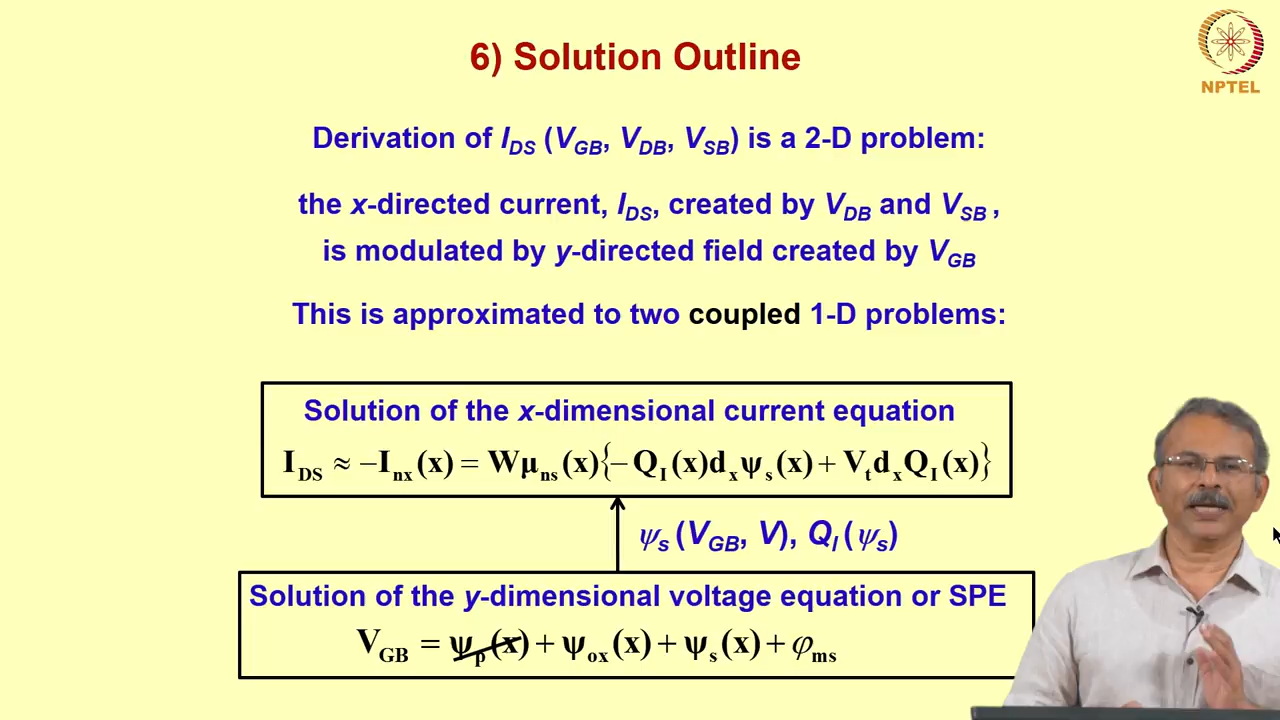 6) Solution Outline
NPTEL
Derivation of I_DS (V_GB, V_DB, V_SB) is a 2-D problem:
the x-directed current, I_DS, created by V_DB and V_SB ,
is modulated by y-directed field created by V_GB
This is approximated to two coupled 1-D problems:
Solution of the x-dimensional current equation
I_DS ≈ −I_nx(x) = Wμ_ns(x){−Q_I(x)d_xψ_s(x) + V_t d_xQ_I(x)}
ψ_s (V_GB, V), Q_I (ψ_s)
Solution of the y-dimensional voltage equation or SPE
V_GB = ψ_p(x) + ψ_ox(x) + ψ_s(x) + φ_ms